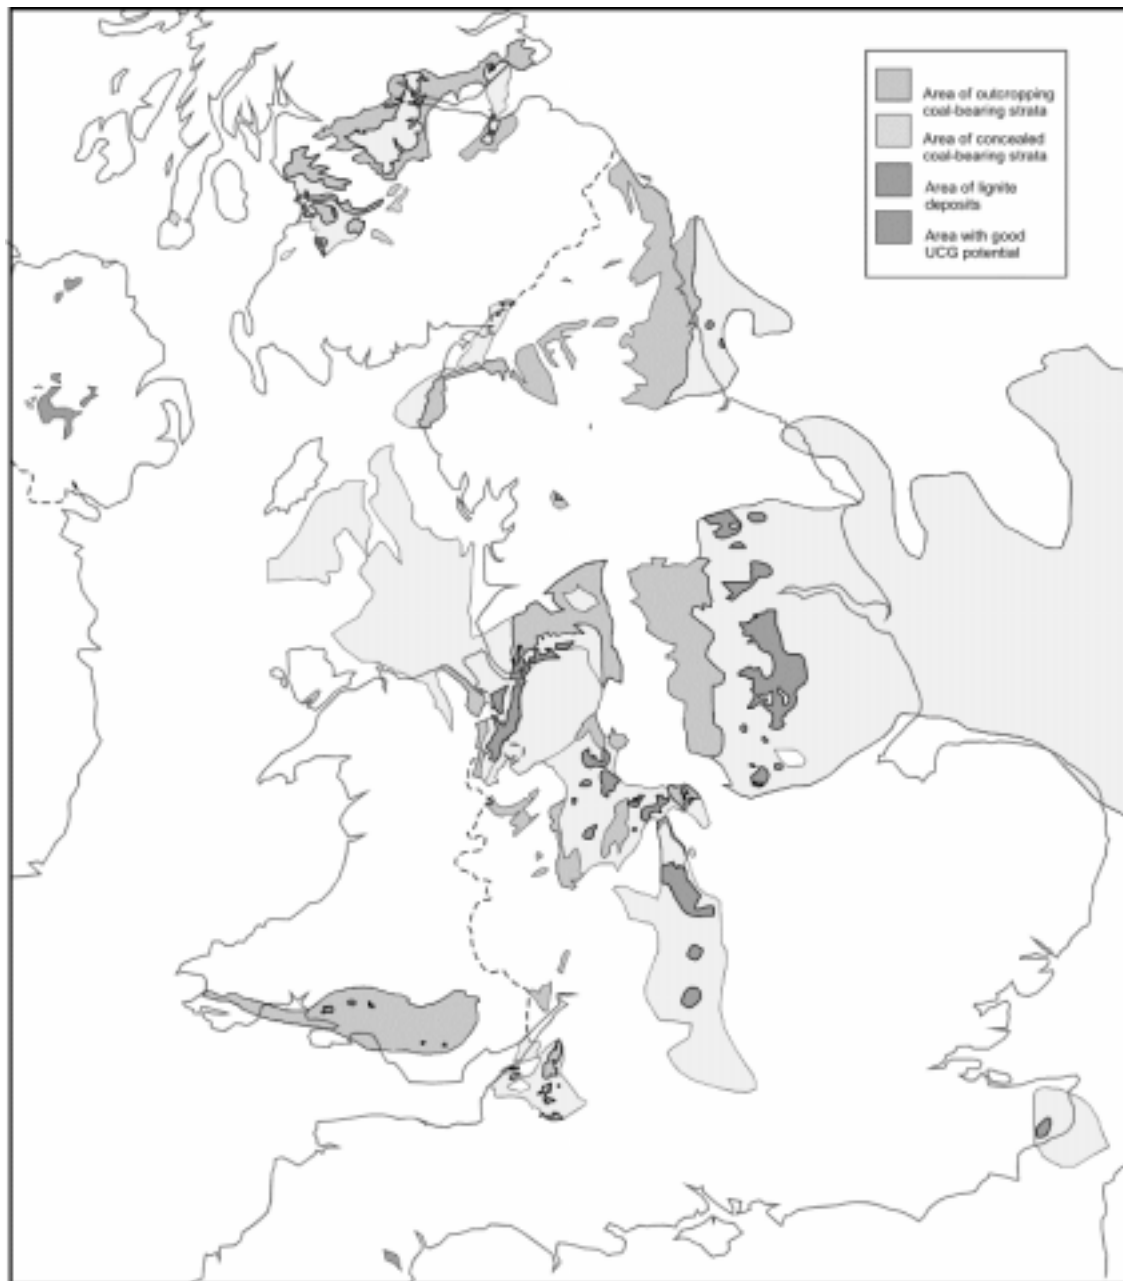 Area of outcropping
coal-bearing strata
Area of concealed
coal-bearing strata
Area of lignite
deposits
Area with good
UCG potential